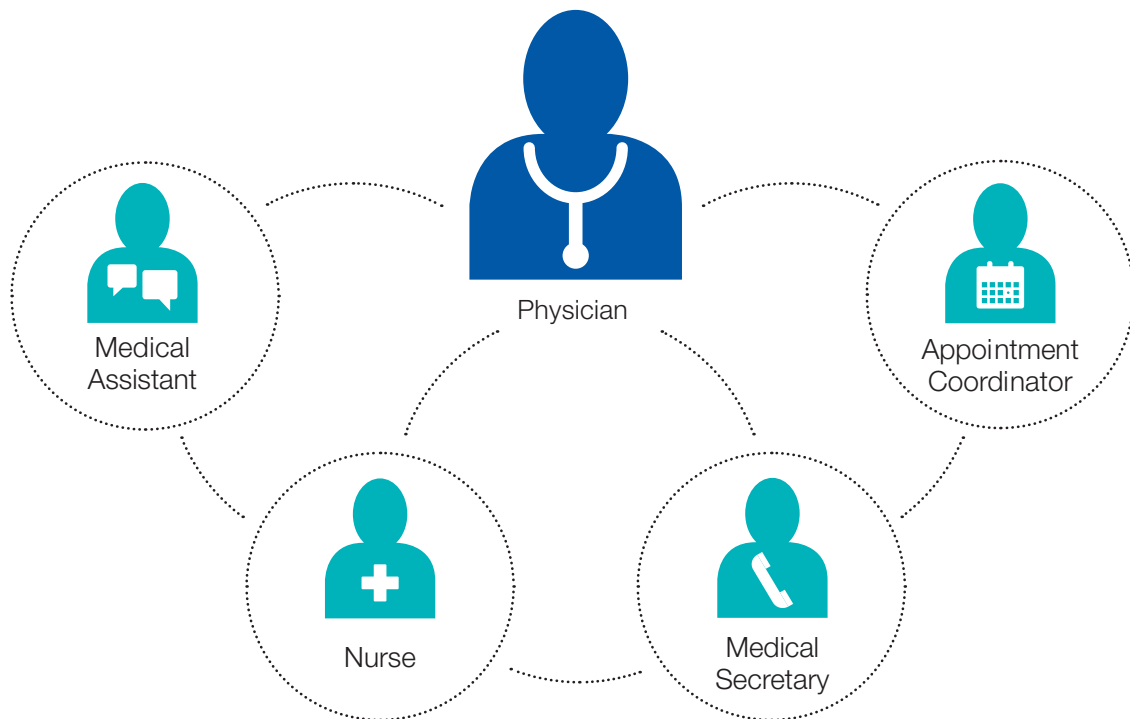 Physician
Medical
Assistant
Appointment
Coordinator
Nurse
Medical
Secretary